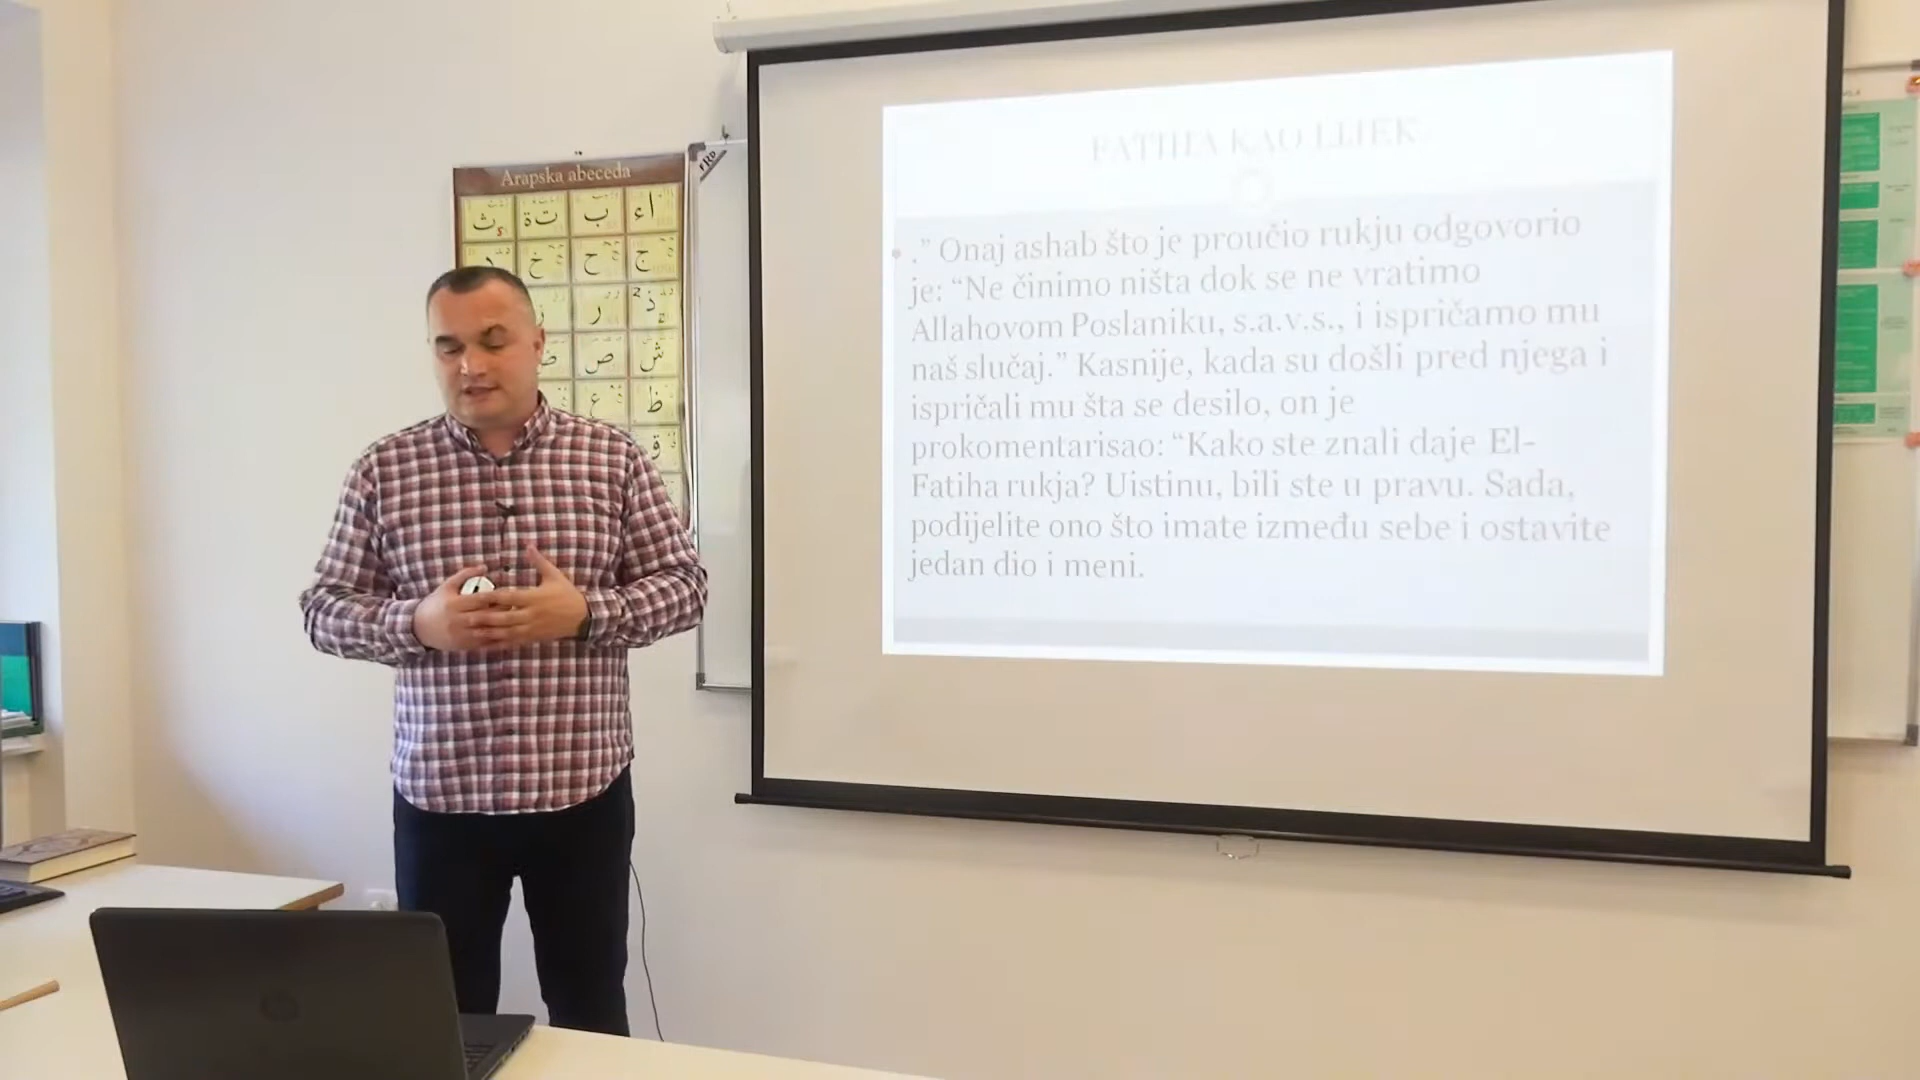 Arapska abeceda
ث ت ة ب ا ء
خ ح ج
ر ذ
ص ش
ع ظ
ق
FATIHA KAO LIJEK
.” Onaj ashab što je proučio rukju odgovorio
je: “Ne činimo ništa dok se ne vratimo
Allahovom Poslaniku, s.a.v.s., i ispričamo mu
naš slučaj.” Kasnije, kada su došli pred njega i
ispričali mu šta se desilo, on je
prokomentarisao: “Kako ste znali daje El-
Fatiha rukja? Uistinu, bili ste u pravu. Sada,
podijelite ono što imate između sebe i ostavite
jedan dio i meni.